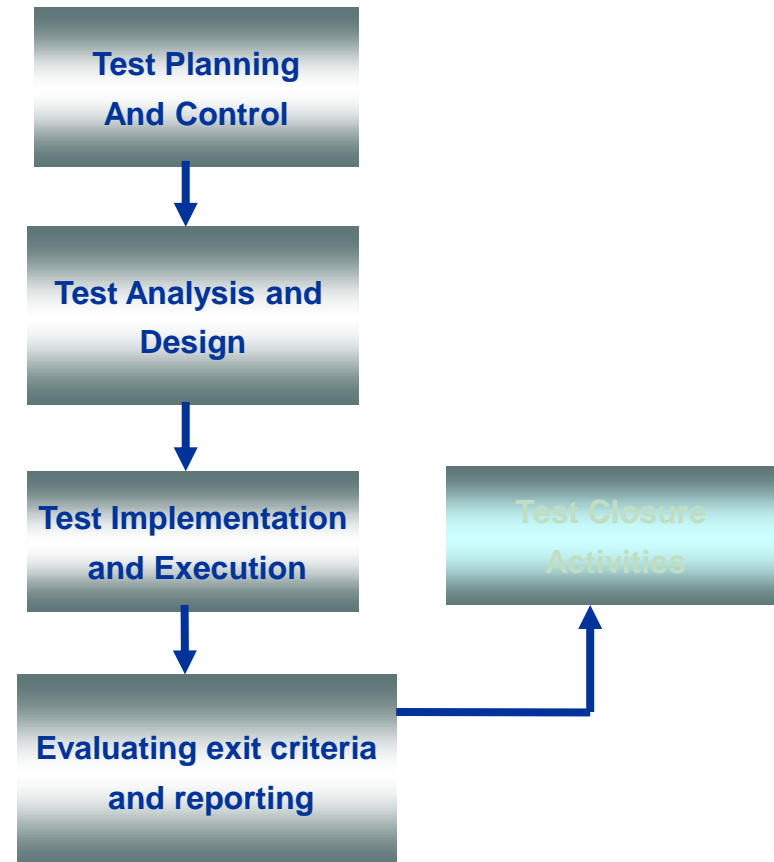 Test Planning
And Control
Test Analysis and
Design
Test Implementation
and Execution
Test Closure
Activities
Evaluating exit criteria
and reporting